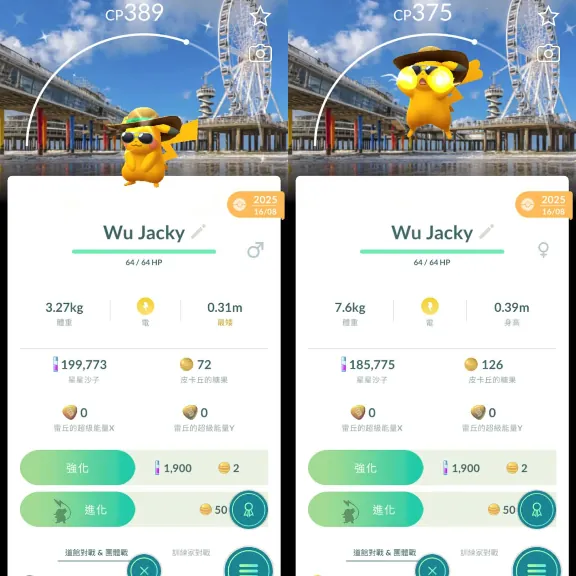 CP389
2025
16/08
Wu Jacky
64 / 64 HP
3.27kg
體重
電
0.31m
最矮
199,773
星星沙子
72
皮卡丘的糖果
0
雷丘的超級能量X
0
雷丘的超級能量Y
強化
1,900
2
進化
50
道館對戰 & 團體戰
訓練家對戰
CP375
2025
16/08
Wu Jacky
64 / 64 HP
7.6kg
體重
電
0.39m
身高
185,775
星星沙子
126
皮卡丘的糖果
0
雷丘的超級能量X
0
雷丘的超級能量Y
強化
1,900
2
進化
50
道館對戰 & 團體戰
訓練家對戰